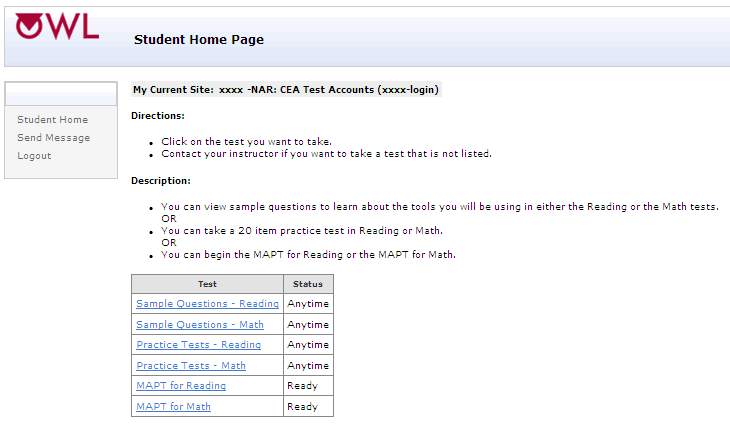 OWL
Student Home Page
My Current Site: xxxx -NAR: CEA Test Accounts (xxxx-login)
Student Home
Send Message
Logout
Directions:
Click on the test you want to take.
Contact your instructor if you want to take a test that is not listed.
Description:
You can view sample questions to learn about the tools you will be using in either the Reading or the Math tests.
OR
You can take a 20 item practice test in Reading or Math.
OR
You can begin the MAPT for Reading or the MAPT for Math.
Test Status
Sample Questions - Reading Anytime
Sample Questions - Math Anytime
Practice Tests - Reading Anytime
Practice Tests - Math Anytime
MAPT for Reading Ready
MAPT for Math Ready